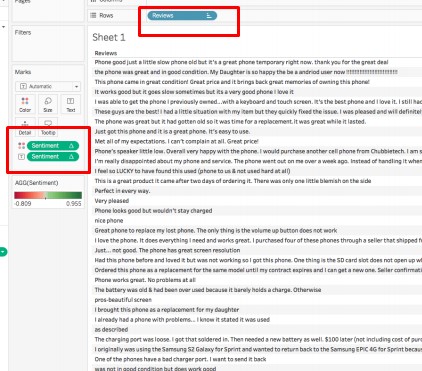 Pages
Columns
Rows
Reviews
Filters
Sheet 1
Reviews
Marks
Automatic
Color
Size
Text
Detail
Tooltip
Sentiment
Sentiment
AGG(Sentiment)
-0.809
0.955
Phone good just a little slow phone old but it's a great phone temporary right now. thank you for the great deal
the phone was great and in good condition. My Daughter is so happy the be a andriod user now
This phone came in great condition! Great price and it brings back great memories of owning this phone!
It works good but it goes slow sometimes but its a very good phone I love it
I was able to get the phone I previously owned...with a keyboard and touch screen. It's the best phone and I love it. I still had
These guys are the best! I had a little situation with my item but they quickly fixed the issue. I was pleased and will definitel
The phone was great but it had gotten old so it was time for a replacement. it was great while it lasted.
Just got this phone and it is a great phone. It's easy to use.
Met all of my expectations. I can't complain at all. Great price!
Phone's speaker little low. Overall very happy with the phone. I would purchase another cell phone from Chubbietech. I am s
I'm really disappointed about my phone and service. The phone went out on me over a week ago. Instead of handling it when
I feel so LUCKY to have found this used (phone to us & not used hard at all)
This is a great product it came after two days of ordering it. There was only one little blemish on the side
Perfect in every way.
Very pleased
Phone looks good but wouldn't stay charged
nice phone
Great phone to replace my lost phone. The only thing is the volume up button does not work
I love the phone. It does everything I need and works great. I purchased four of these phones through a seller that shipped f
Just... not good. The phone has great screen resolution
Had this phone before and loved it but was not working so I got this phone. One thing is the SD card slot does not open up wh
Ordered this phone as a replacement for the same model until my contract expires and I can get a new one. Seller confirmati
Phone works great. No problems at all
The battery was old & had been over used because it barely holds a charge. Otherwise
pros-beautiful screen
I brought this phone as a replacement for my daughter
I already had a phone with problems... I know it stated it was used
as described
The charging port was loose. I got that soldered in. Then needed a new battery as well. $100 later (not including cost of purc
I originally was using the Samsung S2 Galaxy for Sprint and wanted to return back to the Samsung EPIC 4G for Sprint becaus
One of the phones have a bad charger port. I want to send it back
was not in good condition but does work good